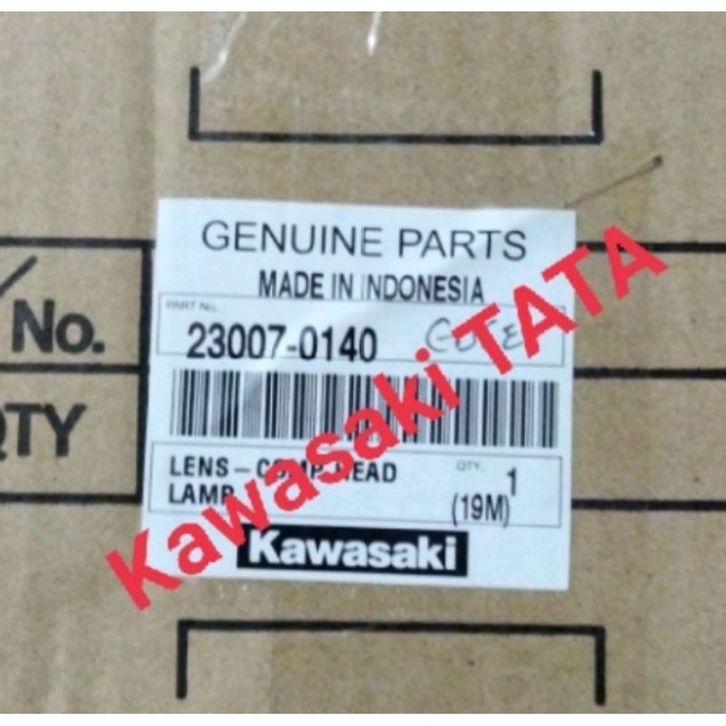 GENUINE PARTS
MADE IN INDONESIA
PART No.
23007-0140
LENS-COMP HEAD
LAMP
QTY. 1
(19M)
Kawasaki
No.
QTY
Kawasaki TATA